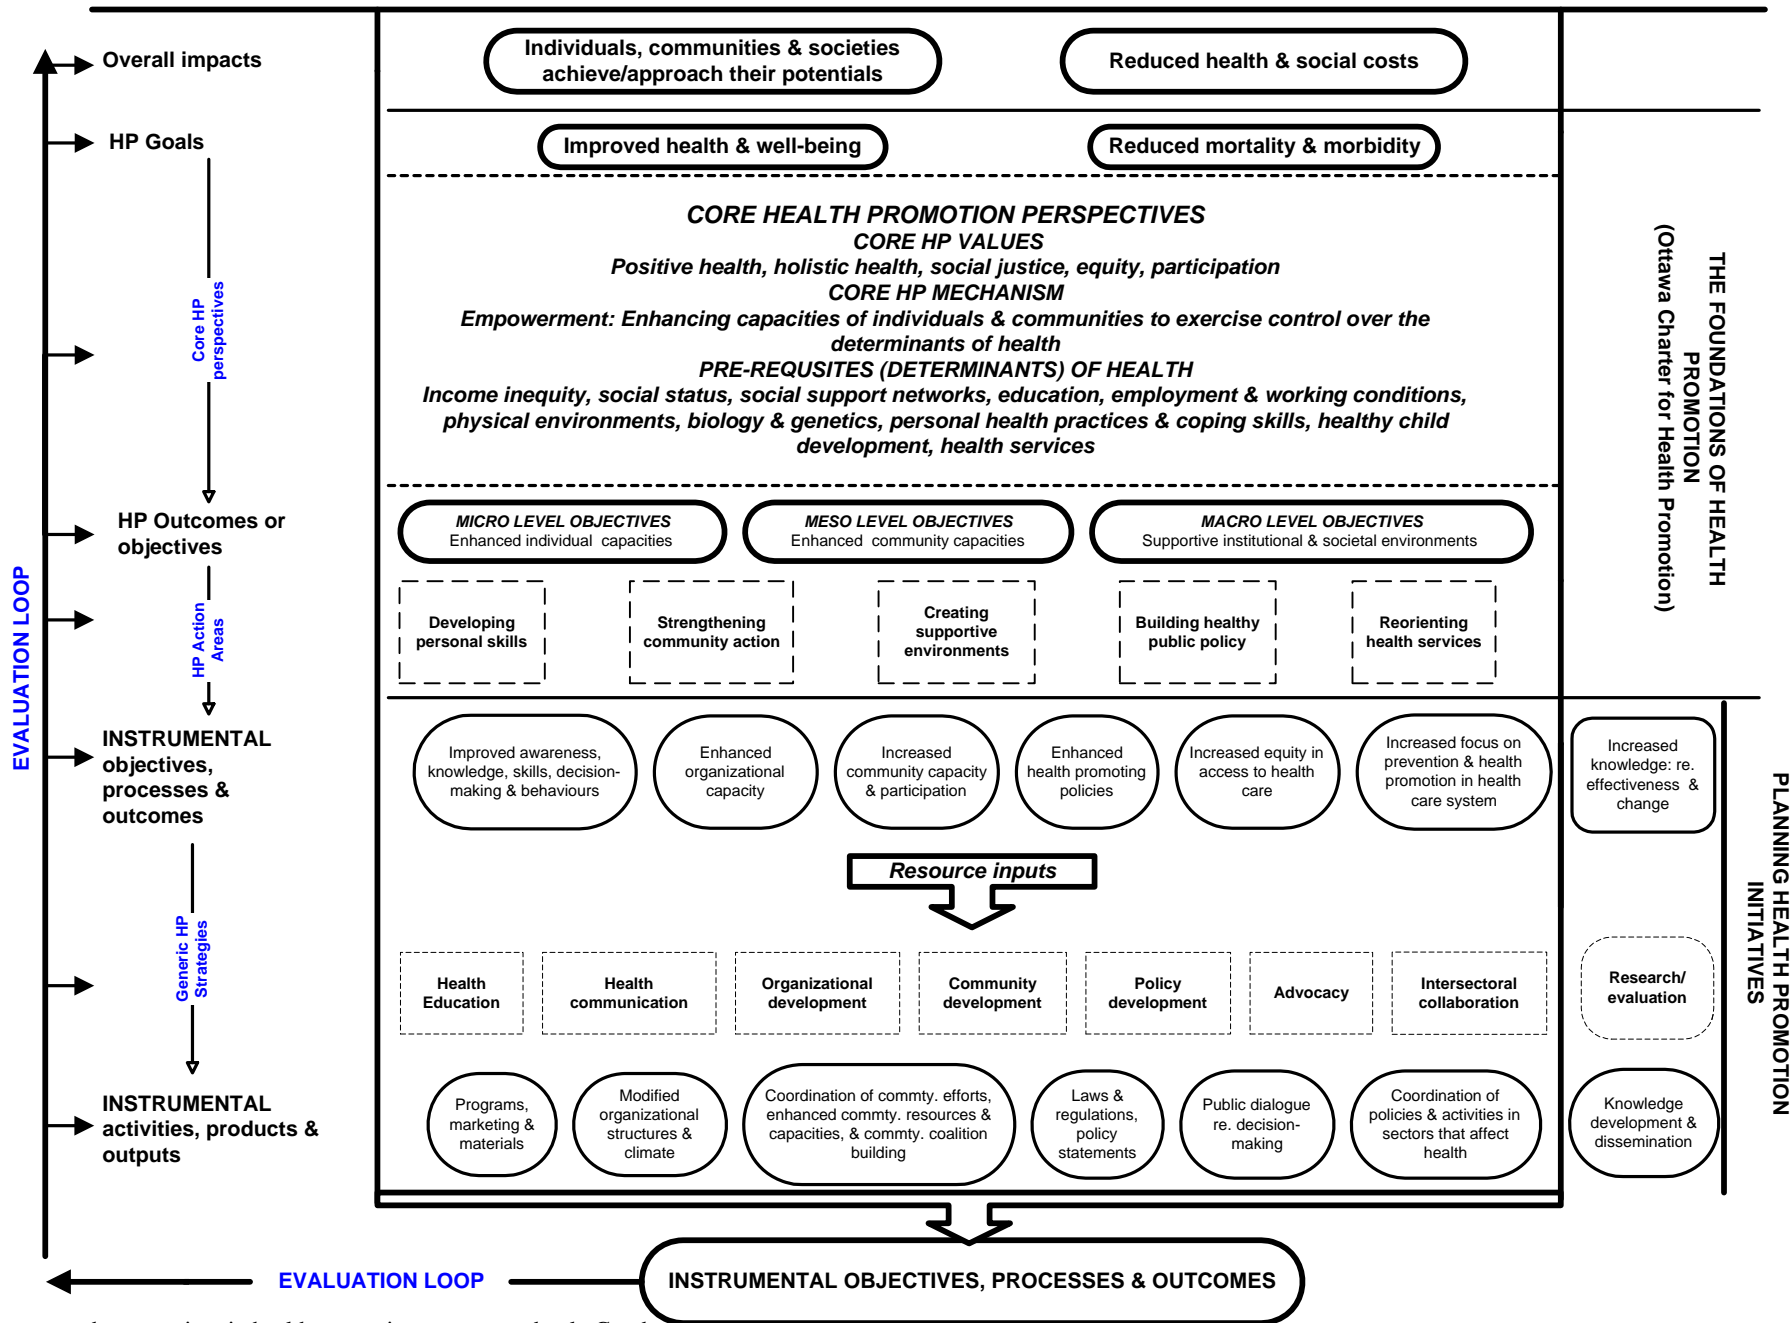 Overall impacts
Individuals, communities & societies
achieve/approach their potentials
Reduced health & social costs
HP Goals
Improved health & well-being
Reduced mortality & morbidity
Core HP
perspectives
CORE HEALTH PROMOTION PERSPECTIVES
CORE HP VALUES
Positive health, holistic health, social justice, equity, participation
CORE HP MECHANISM
Empowerment: Enhancing capacities of individuals & communities to exercise control over the
determinants of health
PRE-REQUSITES (DETERMINANTS) OF HEALTH
Income inequity, social status, social support networks, education, employment & working conditions,
physical environments, biology & genetics, personal health practices & coping skills, healthy child
development, health services
THE FOUNDATIONS OF HEALTH
PROMOTION
(Ottawa Charter for Health Promotion)
HP Outcomes or
objectives
MICRO LEVEL OBJECTIVES
Enhanced individual capacities
MESO LEVEL OBJECTIVES
Enhanced community capacities
MACRO LEVEL OBJECTIVES
Supportive institutional & societal environments
EVALUATION LOOP
HP Action
Areas
Developing
personal skills
Strengthening
community action
Creating
supportive
environments
Building healthy
public policy
Reorienting
health services
INSTRUMENTAL
objectives,
processes &
outcomes
Improved awareness,
knowledge, skills, decision-
making & behaviours
Enhanced
organizational
capacity
Increased
community capacity
& participation
Enhanced
health promoting
policies
Increased equity in
access to health
care
Increased focus on
prevention & health
promotion in health
care system
Increased
knowledge: re.
effectiveness &
change
Resource inputs
PLANNING HEALTH PROMOTION
INITIATIVES
Generic HP
Strategies
Health
Education
Health
communication
Organizational
development
Community
development
Policy
development
Advocacy
Intersectoral
collaboration
Research/
evaluation
INSTRUMENTAL
activities, products &
outputs
Programs,
marketing &
materials
Modified
organizational
structures &
climate
Coordination of commty. efforts,
enhanced commty. resources &
capacities, & commty. coalition
building
Laws &
regulations,
policy
statements
Public dialogue
re. decision-
making
Coordination of
policies & activities in
sectors that affect
health
Knowledge
development &
dissemination
EVALUATION LOOP
INSTRUMENTAL OBJECTIVES, PROCESSES & OUTCOMES